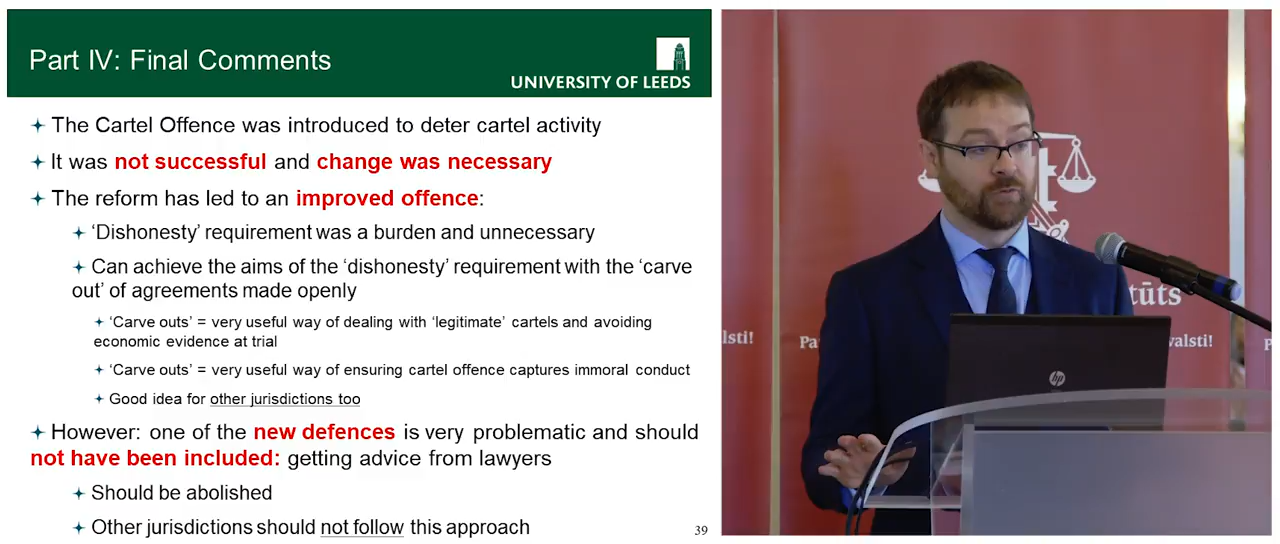 Part IV: Final Comments
UNIVERSITY OF LEEDS
The Cartel Offence was introduced to deter cartel activity
It was not successful and change was necessary
The reform has led to an improved offence:
‘Dishonesty’ requirement was a burden and unnecessary
Can achieve the aims of the ‘dishonesty’ requirement with the ‘carve
out’ of agreements made openly
‘Carve outs’ = very useful way of dealing with ‘legitimate’ cartels and avoiding
economic evidence at trial
‘Carve outs’ = very useful way of ensuring cartel offence captures immoral conduct
Good idea for other jurisdictions too
However: one of the new defences is very problematic and should
not have been included: getting advice from lawyers
Should be abolished
Other jurisdictions should not follow this approach
39
tūts
lsti!
Pa
valsti!
Pa
hp